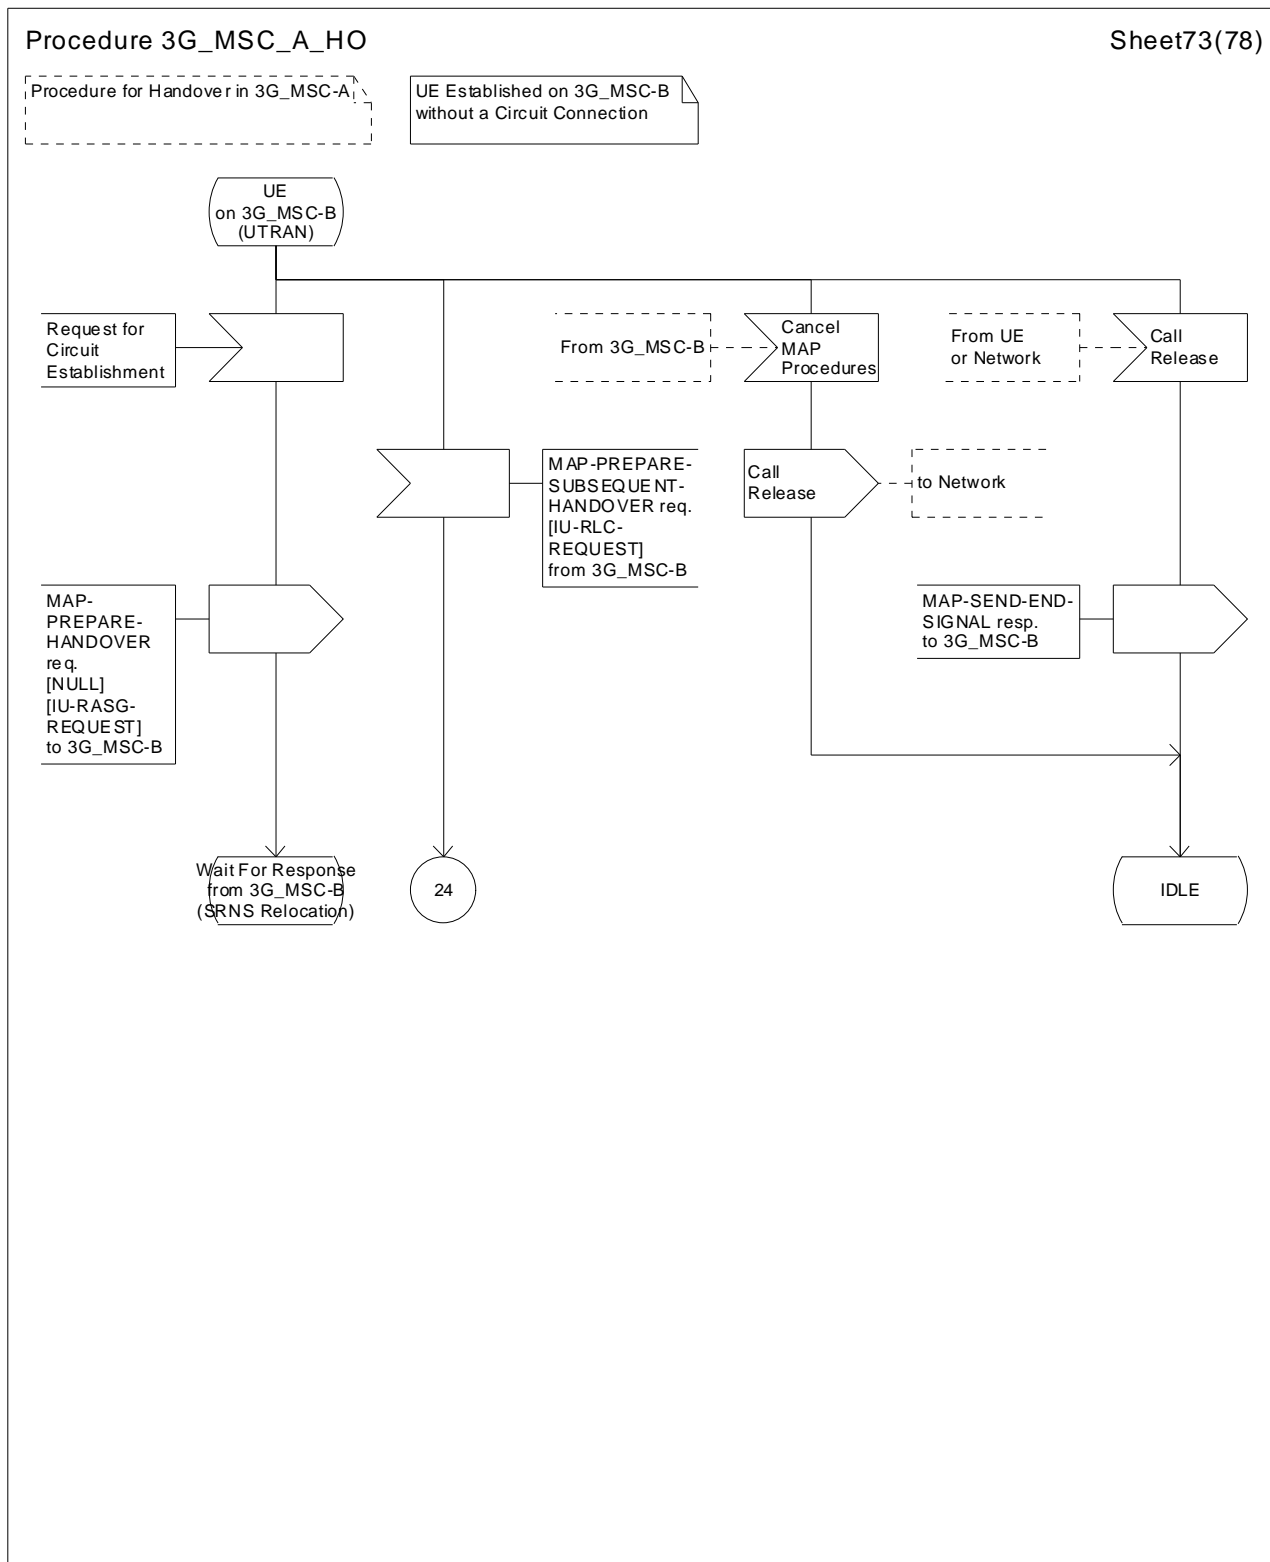 Procedure 3G_MSC_A_HO
Sheet73(78)
Procedure for Handover in 3G_MSC-A
UE Established on 3G_MSC-B
without a Circuit Connection
UE
on 3G_MSC-B
(UTRAN)
Request for
Circuit
Establishment
From 3G_MSC-B
Cancel
MAP
Procedures
From UE
or Network
Call
Release
MAP-PREPARE-
SUBSEQUENT-
HANDOVER req.
[IU-RLC-
REQUEST]
from 3G_MSC-B
Call
Release
to Network
MAP-
PREPARE-
HANDOVER
req.
[NULL]
[IU-RASG-
REQUEST]
to 3G_MSC-B
MAP-SEND-END-
SIGNAL resp.
to 3G_MSC-B
Wait For Response
from 3G_MSC-B
(SRNS Relocation)
24
IDLE